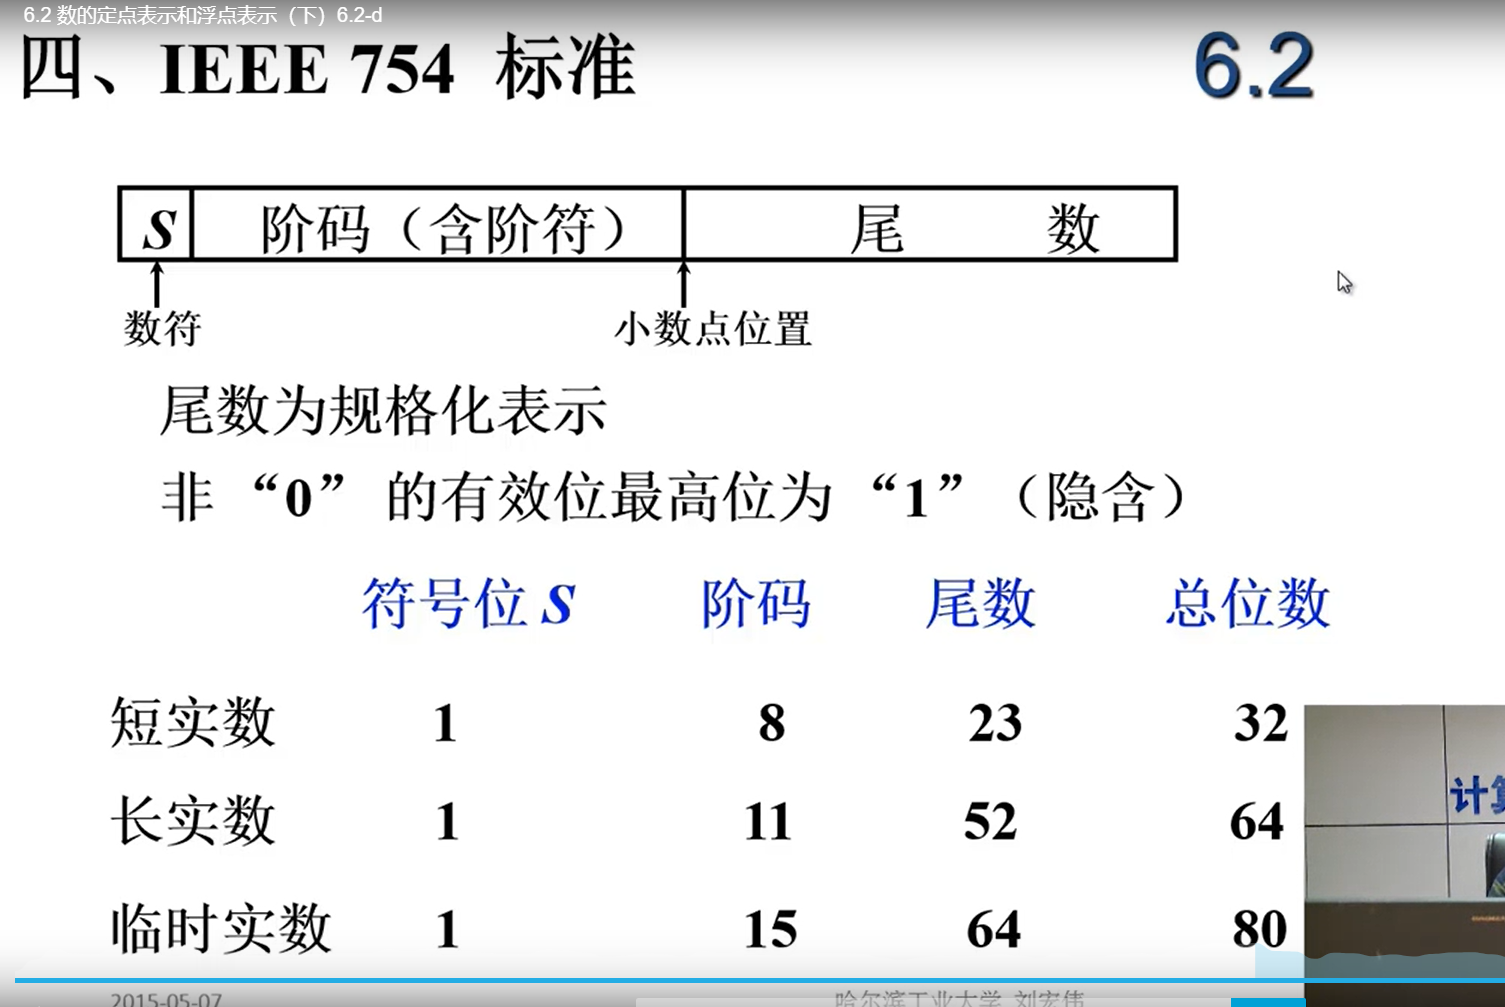 6.2 数的定点表示和浮点表示（下）6.2-d
四、IEEE 754 标准 6.2
S 阶码（含阶符） 尾 数
数符 小数点位置
尾数为规格化表示
非 “0” 的有效位最高位为 “1”（隐含）
符号位 S 阶码 尾数 总位数
短实数 1 8 23 32
长实数 1 11 52 64
临时实数 1 15 64 80
计算
2015-05-07 哈尔滨工业大学 刘宏伟